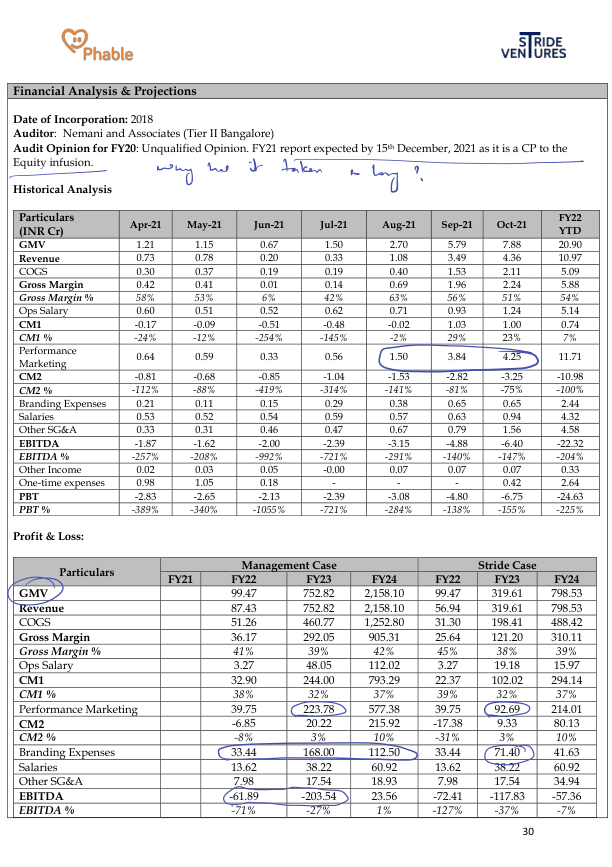 Phable
STRIDE
VENTURES
Financial Analysis & Projections
Date of Incorporation: 2018
Auditor: Nemani and Associates (Tier II Bangalore)
Audit Opinion for FY20: Unqualified Opinion. FY21 report expected by 15th December, 2021 as it is a CP to the
Equity infusion.
why has it taken so long?
Historical Analysis
Particulars (INR Cr) Apr-21 May-21 Jun-21 Jul-21 Aug-21 Sep-21 Oct-21 FY22 YTD
GMV 1.21 1.15 0.67 1.50 2.70 5.79 7.88 20.90
Revenue 0.73 0.78 0.20 0.33 1.08 3.49 4.36 10.97
COGS 0.30 0.37 0.19 0.19 0.40 1.53 2.11 5.09
Gross Margin 0.42 0.41 0.01 0.14 0.69 1.96 2.24 5.88
Gross Margin % 58% 53% 6% 42% 63% 56% 51% 54%
Ops Salary 0.60 0.51 0.52 0.62 0.71 0.93 1.24 5.14
CM1 -0.17 -0.09 -0.51 -0.48 -0.02 1.03 1.00 0.74
CM1 % -24% -12% -254% -145% -2% 29% 23% 7%
Performance Marketing 0.64 0.59 0.33 0.56 1.50 3.84 4.25 11.71
CM2 -0.81 -0.68 -0.85 -1.04 -1.53 -2.82 -3.25 -10.98
CM2 % -112% -88% -419% -314% -141% -81% -75% -100%
Branding Expenses 0.21 0.11 0.15 0.29 0.38 0.65 0.65 2.44
Salaries 0.53 0.52 0.54 0.59 0.57 0.63 0.94 4.32
Other SG&A 0.33 0.31 0.46 0.47 0.67 0.79 1.56 4.58
EBITDA -1.87 -1.62 -2.00 -2.39 -3.15 -4.88 -6.40 -22.32
EBITDA % -257% -208% -992% -721% -291% -140% -147% -204%
Other Income 0.02 0.03 0.05 -0.00 0.07 0.07 0.07 0.33
One-time expenses 0.98 1.05 0.18 - - - 0.42 2.64
PBT -2.83 -2.65 -2.13 -2.39 -3.08 -4.80 -6.75 -24.63
PBT % -389% -340% -1055% -721% -284% -138% -155% -225%
Profit & Loss:
Particulars Management Case Stride Case
FY21 FY22 FY23 FY24 FY22 FY23 FY24
GMV 99.47 752.82 2,158.10 99.47 319.61 798.53
Revenue 87.43 752.82 2,158.10 56.94 319.61 798.53
COGS 51.26 460.77 1,252.80 31.30 198.41 488.42
Gross Margin 36.17 292.05 905.31 25.64 121.20 310.11
Gross Margin % 41% 39% 42% 45% 38% 39%
Ops Salary 3.27 48.05 112.02 3.27 19.18 15.97
CM1 32.90 244.00 793.29 22.37 102.02 294.14
CM1 % 38% 32% 37% 39% 32% 37%
Performance Marketing 39.75 223.78 577.38 39.75 92.69 214.01
CM2 -6.85 20.22 215.92 -17.38 9.33 80.13
CM2 % -8% 3% 10% -31% 3% 10%
Branding Expenses 33.44 168.00 112.50 33.44 71.40 41.63
Salaries 13.62 38.22 60.92 13.62 38.22 60.92
Other SG&A 7.98 17.54 18.93 7.98 17.54 34.94
EBITDA -61.89 -203.54 23.56 -72.41 -117.83 -57.36
EBITDA % -71% -27% 1% -127% -37% -7%
30